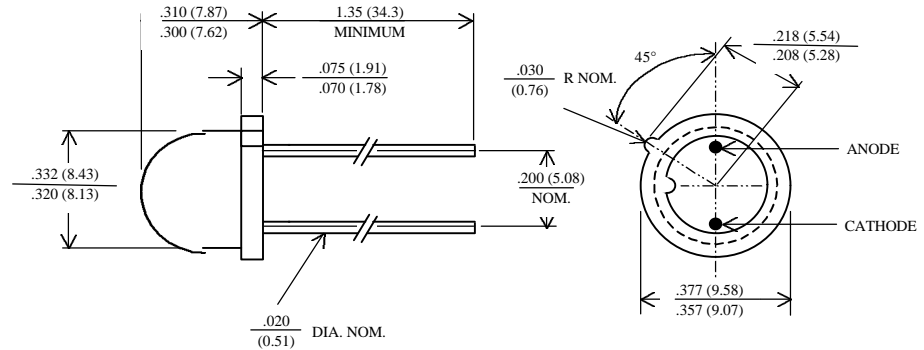 .310 (7.87)
.300 (7.62)
1.35 (34.3)
MINIMUM
.075 (1.91)
.070 (1.78)
.332 (8.43)
.320 (8.13)
.200 (5.08)
NOM.
.020
(0.51)
DIA. NOM.
45°
.030
(0.76)
R NOM.
.218 (5.54)
.208 (5.28)
ANODE
CATHODE
.377 (9.58)
.357 (9.07)